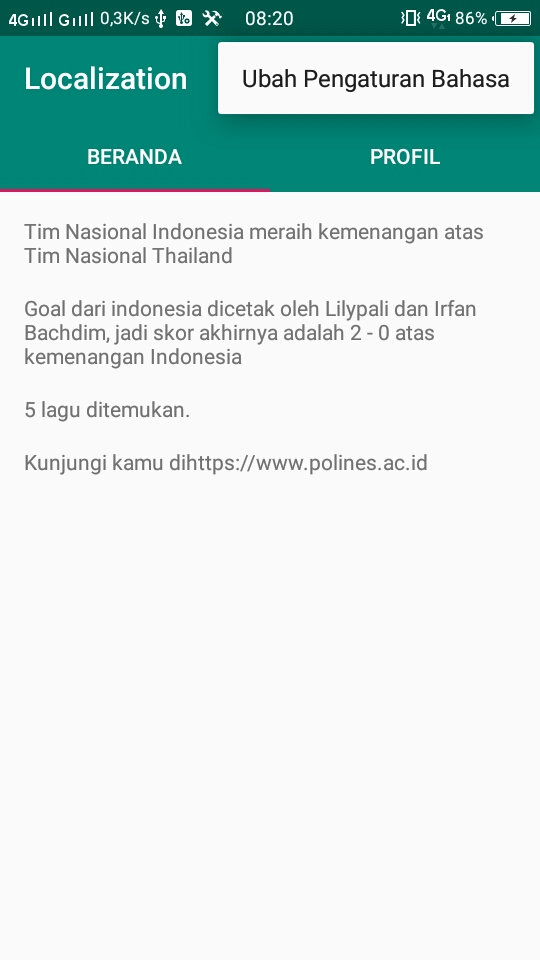 4G G 0,3K/s 08:20 4G 86%
Localization
Ubah Pengaturan Bahasa
BERANDA PROFIL
Tim Nasional Indonesia meraih kemenangan atas
Tim Nasional Thailand
Goal dari indonesia dicetak oleh Lilypali dan Irfan
Bachdim, jadi skor akhirnya adalah 2 - 0 atas
kemenangan Indonesia
5 lagu ditemukan.
Kunjungi kamu dihttps://www.polines.ac.id